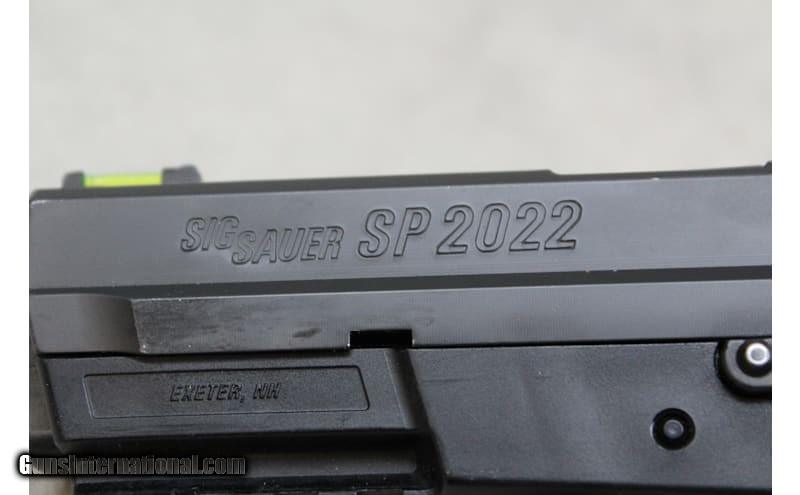 SIG SAUER SP 2022
EXETER, NH
GunsInternational.com